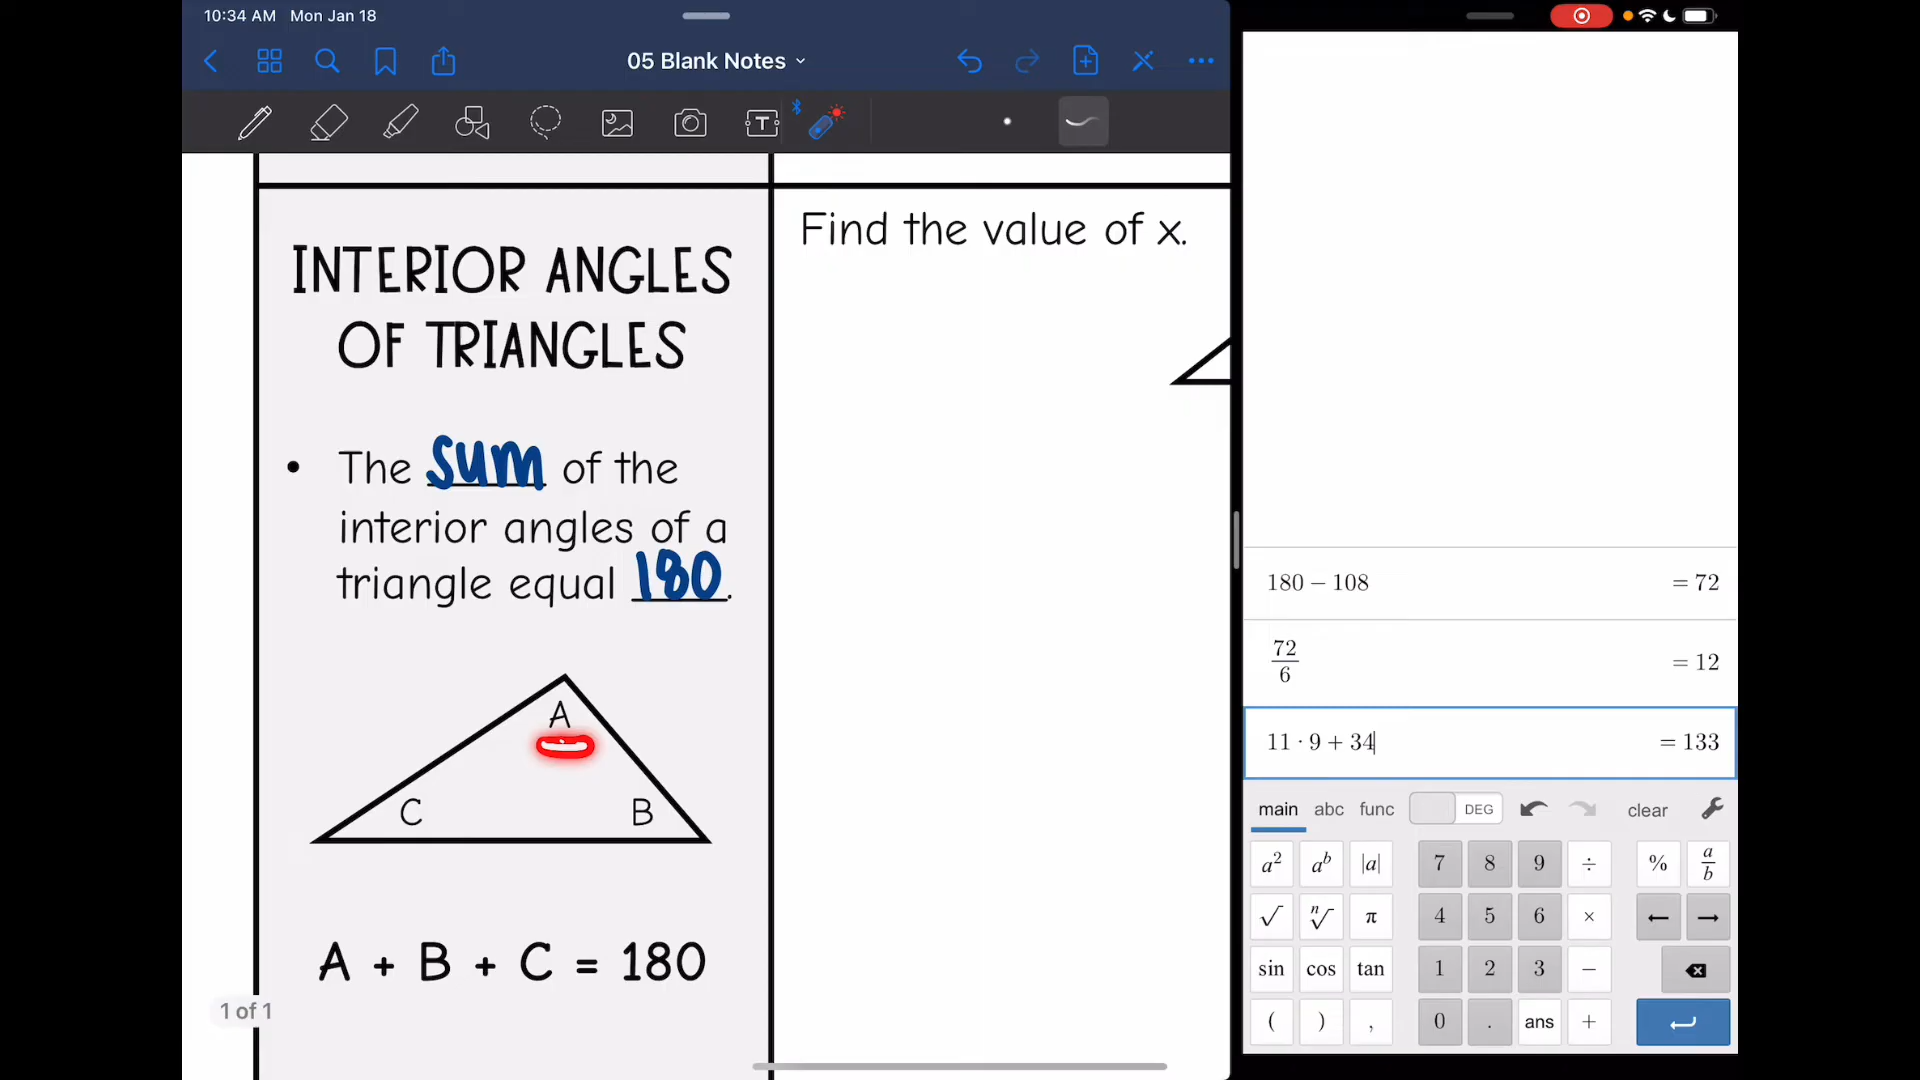 10:34 AM Mon Jan 18
05 Blank Notes
T
INTERIOR ANGLES
OF TRIANGLES
• The sum of the
interior angles of a
triangle equal 180.
A
C B
A + B + C = 180
1 of 1
Find the value of x.
180 − 108 = 72
72/6 = 12
11 · 9 + 34 = 133
main abc func DEG clear
a² aᵇ |a| 7 8 9 ÷ % a/b
√ ⁿ√ π 4 5 6 × ← →
sin cos tan 1 2 3 −
( ) , 0 . ans +